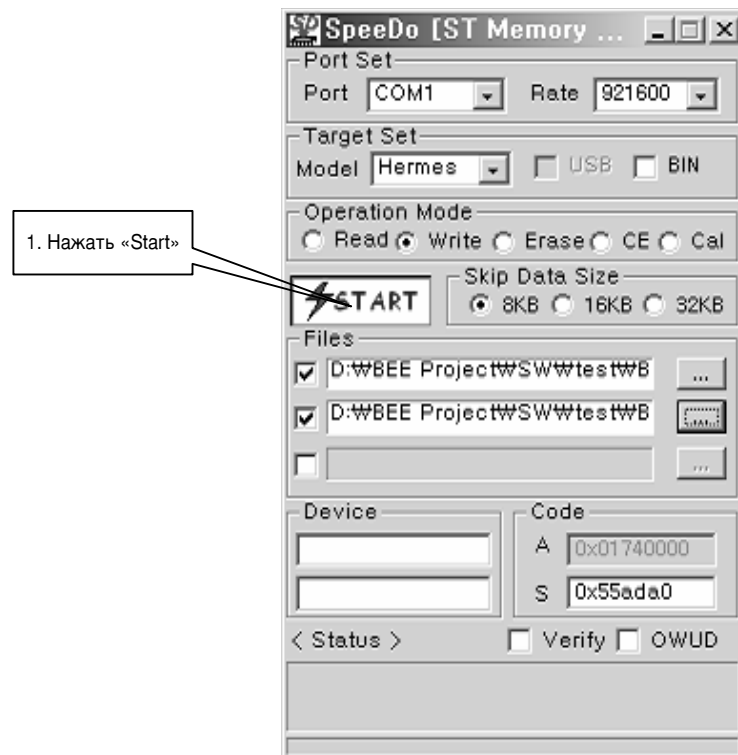 SpeeDo [ST Memory ...
Port Set
Port COM1 Rate 921600
Target Set
Model Hermes USB BIN
Operation Mode
Read Write Erase CE Cal
1. Нажать «Start»
START
Skip Data Size
8KB 16KB 32KB
Files
D:₩BEE Project₩SW₩test₩B ...
D:₩BEE Project₩SW₩test₩B ...
...
Device
Code
A 0x01740000
S 0x55ada0
< Status > Verify OWUD